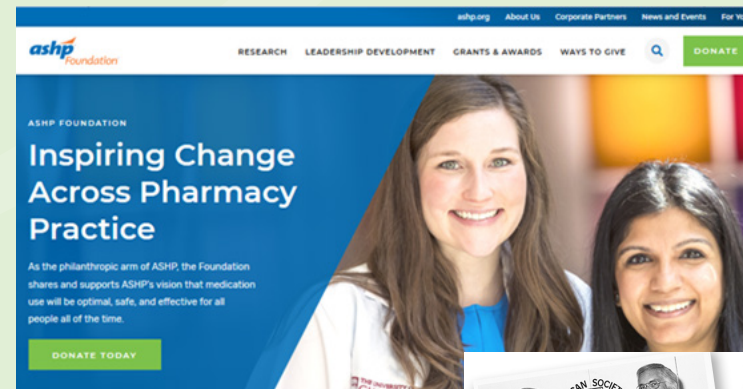 ashp.org About Us Corporate Partners News and Events
ashp Foundation
RESEARCH LEADERSHIP DEVELOPMENT GRANTS & AWARDS WAYS TO GIVE DONATE
ASHP FOUNDATION
Inspiring Change
Across Pharmacy
Practice
As the philanthropic arm of ASHP, the Foundation
shares and supports ASHP's vision that medication
use will be optimal, safe, and effective for all
people all of the time.
DONATE TODAY
THE UNIVERSITY OF